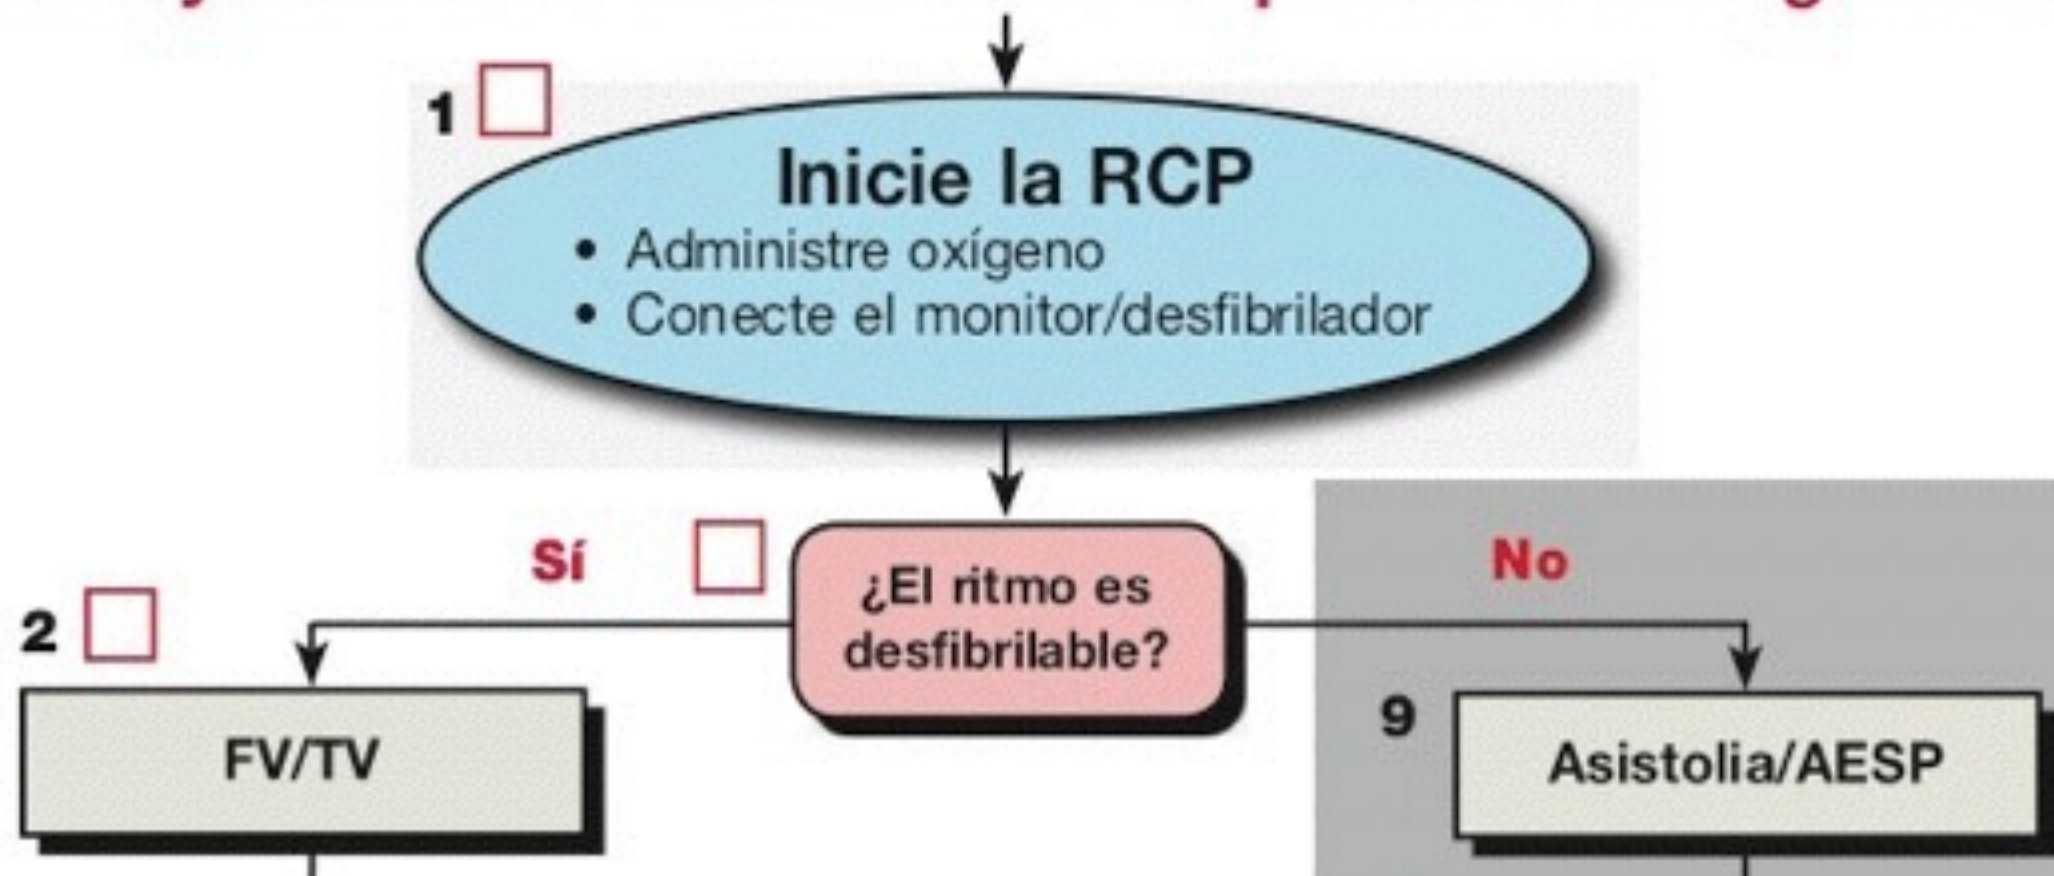 1
Inicie la RCP
• Administre oxígeno
• Conecte el monitor/desfibrilador
Sí
¿El ritmo es
desfibrilable?
No
2
FV/TV
9
Asistolia/AESP